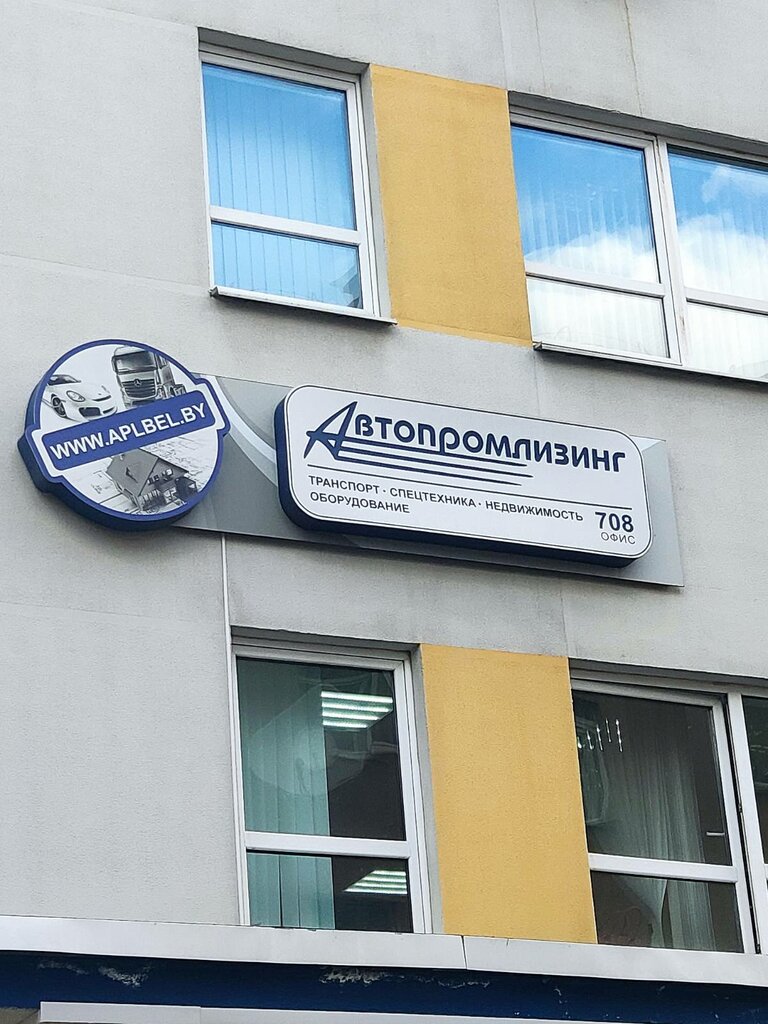 WWW.APLBEL.BY
Автопромлизинг
ТРАНСПОРТ · СПЕЦТЕХНИКА · НЕДВИЖИМОСТЬ
ОБОРУДОВАНИЕ
708
ОФИС